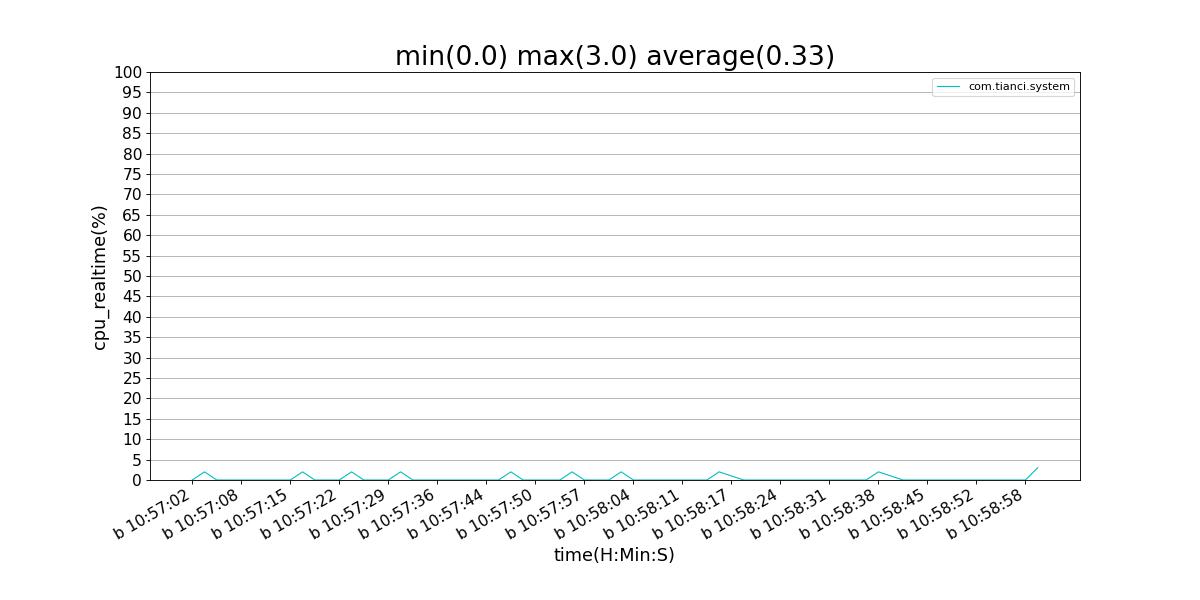 min(0.0) max(3.0) average(0.33)
com.tianci.system
cpu_realtime(%)
100
95
90
85
80
75
70
65
60
55
50
45
40
35
30
25
20
15
10
5
0
b 10:57:02
b 10:57:08
b 10:57:15
b 10:57:22
b 10:57:29
b 10:57:36
b 10:57:44
b 10:57:50
b 10:57:57
b 10:58:04
b 10:58:11
b 10:58:17
b 10:58:24
b 10:58:31
b 10:58:38
b 10:58:45
b 10:58:52
b 10:58:58
time(H:Min:S)